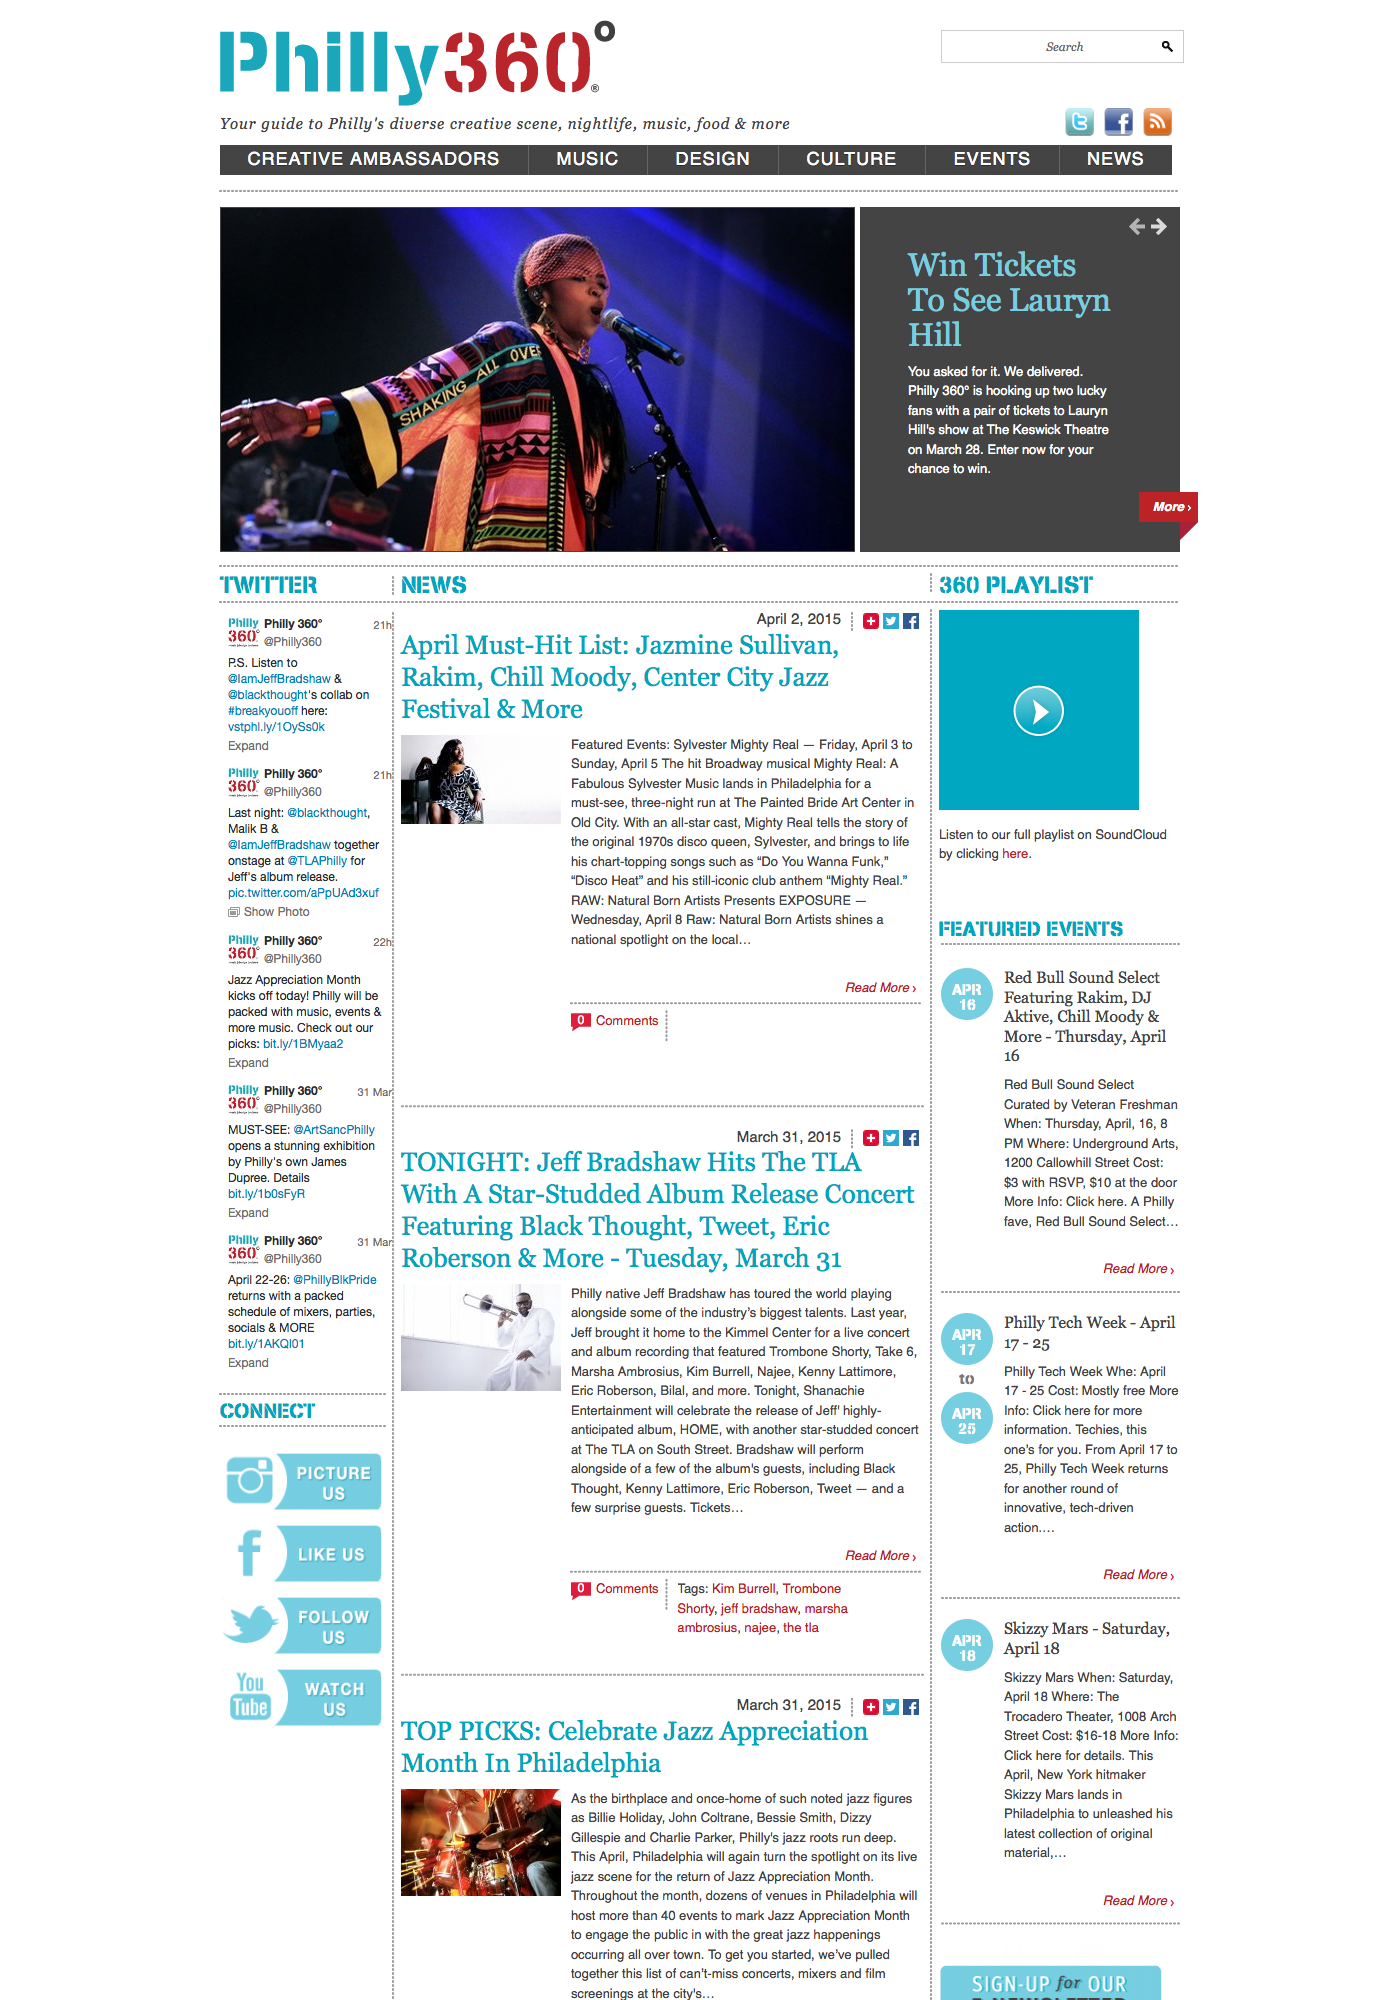 Philly360°
®
Search
Your guide to Philly's diverse creative scene, nightlife, music, food & more
CREATIVE AMBASSADORS
MUSIC
DESIGN
CULTURE
EVENTS
NEWS
SHAKING ALL OVER
Win Tickets
To See Lauryn
Hill
You asked for it. We delivered.
Philly 360° is hooking up two lucky
fans with a pair of tickets to Lauryn
Hill's show at The Keswick Theatre
on March 28. Enter now for your
chance to win.
More ›
TWITTER
Philly 360°
21h
@Philly360
P.S. Listen to
@IamJeffBradshaw &
@blackthought's collab on
#breakyouoff here:
vstphl.ly/1OySs0k
Expand
Philly 360°
21h
@Philly360
Last night: @blackthought,
Malik B &
@IamJeffBradshaw together
onstage at @TLAPhilly for
Jeff's album release.
pic.twitter.com/aPpUAd3xuf
Show Photo
Philly 360°
22h
@Philly360
Jazz Appreciation Month
kicks off today! Philly will be
packed with music, events &
more music. Check out our
picks: bit.ly/1BMyaa2
Expand
Philly 360°
31 Mar
@Philly360
MUST-SEE: @ArtSancPhilly
opens a stunning exhibition
by Philly's own James
Dupree. Details
bit.ly/1b0sFyR
Expand
Philly 360°
31 Mar
@Philly360
April 22-26: @PhillyBlkPride
returns with a packed
schedule of mixers, parties,
socials & MORE
bit.ly/1AKQI01
Expand
CONNECT
PICTURE
US
LIKE US
FOLLOW
US
You
Tube
WATCH
US
NEWS
April 2, 2015
April Must-Hit List: Jazmine Sullivan,
Rakim, Chill Moody, Center City Jazz
Festival & More
Featured Events: Sylvester Mighty Real — Friday, April 3 to
Sunday, April 5 The hit Broadway musical Mighty Real: A
Fabulous Sylvester Music lands in Philadelphia for a
must-see, three-night run at The Painted Bride Art Center in
Old City. With an all-star cast, Mighty Real tells the story of
the original 1970s disco queen, Sylvester, and brings to life
his chart-topping songs such as “Do You Wanna Funk,”
“Disco Heat” and his still-iconic club anthem “Mighty Real.”
RAW: Natural Born Artists Presents EXPOSURE —
Wednesday, April 8 Raw: Natural Born Artists shines a
national spotlight on the local…
Read More ›
0 Comments
March 31, 2015
TONIGHT: Jeff Bradshaw Hits The TLA
With A Star-Studded Album Release Concert
Featuring Black Thought, Tweet, Eric
Roberson & More - Tuesday, March 31
Philly native Jeff Bradshaw has toured the world playing
alongside some of the industry's biggest talents. Last year,
Jeff brought it home to the Kimmel Center for a live concert
and album recording that featured Trombone Shorty, Take 6,
Marsha Ambrosius, Kim Burrell, Najee, Kenny Lattimore,
Eric Roberson, Bilal, and more. Tonight, Shanachie
Entertainment will celebrate the release of Jeff' highly-
anticipated album, HOME, with another star-studded concert
at The TLA on South Street. Bradshaw will perform
alongside of a few of the album's guests, including Black
Thought, Kenny Lattimore, Eric Roberson, Tweet — and a
few surprise guests. Tickets…
Read More ›
0 Comments
Tags: Kim Burrell, Trombone
Shorty, jeff bradshaw, marsha
ambrosius, najee, the tla
March 31, 2015
TOP PICKS: Celebrate Jazz Appreciation
Month In Philadelphia
As the birthplace and once-home of such noted jazz figures
as Billie Holiday, John Coltrane, Bessie Smith, Dizzy
Gillespie and Charlie Parker, Philly's jazz roots run deep.
This April, Philadelphia will again turn the spotlight on its live
jazz scene for the return of Jazz Appreciation Month.
Throughout the month, dozens of venues in Philadelphia will
host more than 40 events to mark Jazz Appreciation Month
to engage the public in with the great jazz happenings
occurring all over town. To get you started, we've pulled
together this list of can't-miss concerts, mixers and film
screenings at the city's…
360 PLAYLIST
Listen to our full playlist on SoundCloud
by clicking here.
FEATURED EVENTS
APR
16
Red Bull Sound Select
Featuring Rakim, DJ
Aktive, Chill Moody &
More - Thursday, April
16
Red Bull Sound Select
Curated by Veteran Freshman
When: Thursday, April, 16, 8
PM Where: Underground Arts,
1200 Callowhill Street Cost:
$3 with RSVP, $10 at the door
More Info: Click here. A Philly
fave, Red Bull Sound Select…
Read More ›
APR
17
to
APR
25
Philly Tech Week - April
17 - 25
Philly Tech Week Whe: April
17 - 25 Cost: Mostly free More
Info: Click here for more
information. Techies, this
one's for you. From April 17 to
25, Philly Tech Week returns
for another round of
innovative, tech-driven
action.…
Read More ›
APR
18
Skizzy Mars - Saturday,
April 18
Skizzy Mars When: Saturday,
April 18 Where: The
Trocadero Theater, 1008 Arch
Street Cost: $16-18 More Info:
Click here for details. This
April, New York hitmaker
Skizzy Mars lands in
Philadelphia to unleashed his
latest collection of original
material,…
Read More ›
SIGN-UP for OUR
E-NEWSLETTER